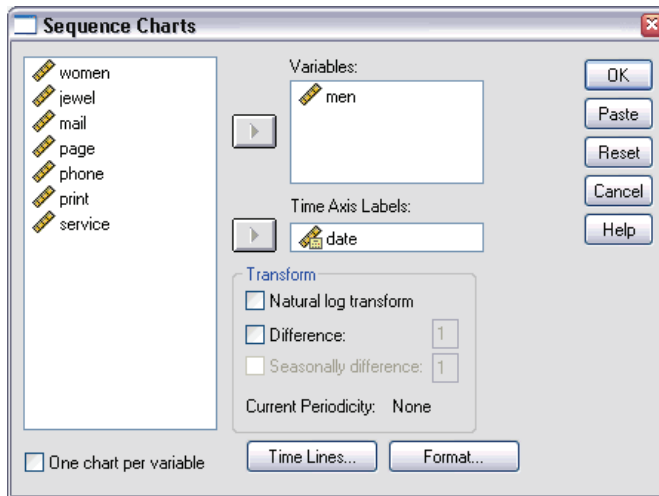 Sequence Charts
women
jewel
mail
page
phone
print
service
One chart per variable
Variables:
men
Time Axis Labels:
date
Transform
Natural log transform
Difference: 1
Seasonally difference: 1
Current Periodicity: None
Time Lines...
Format...
OK
Paste
Reset
Cancel
Help